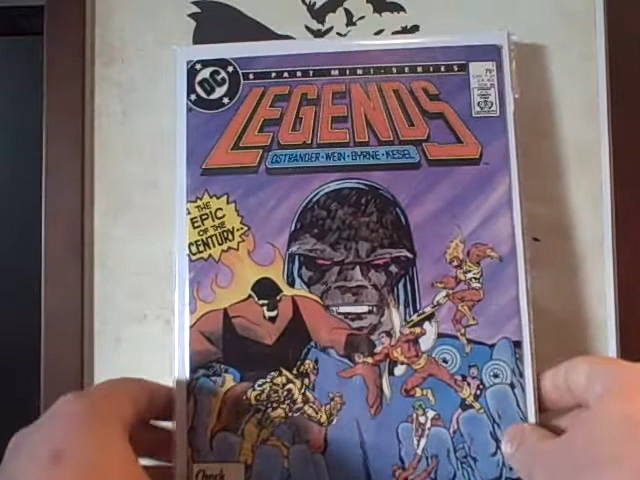 DC
6 PART MINI-SERIES
LEGENDS
OSTRANDER • WEIN • BYRNE • KESEL
THE
EPIC
OF THE
CENTURY...